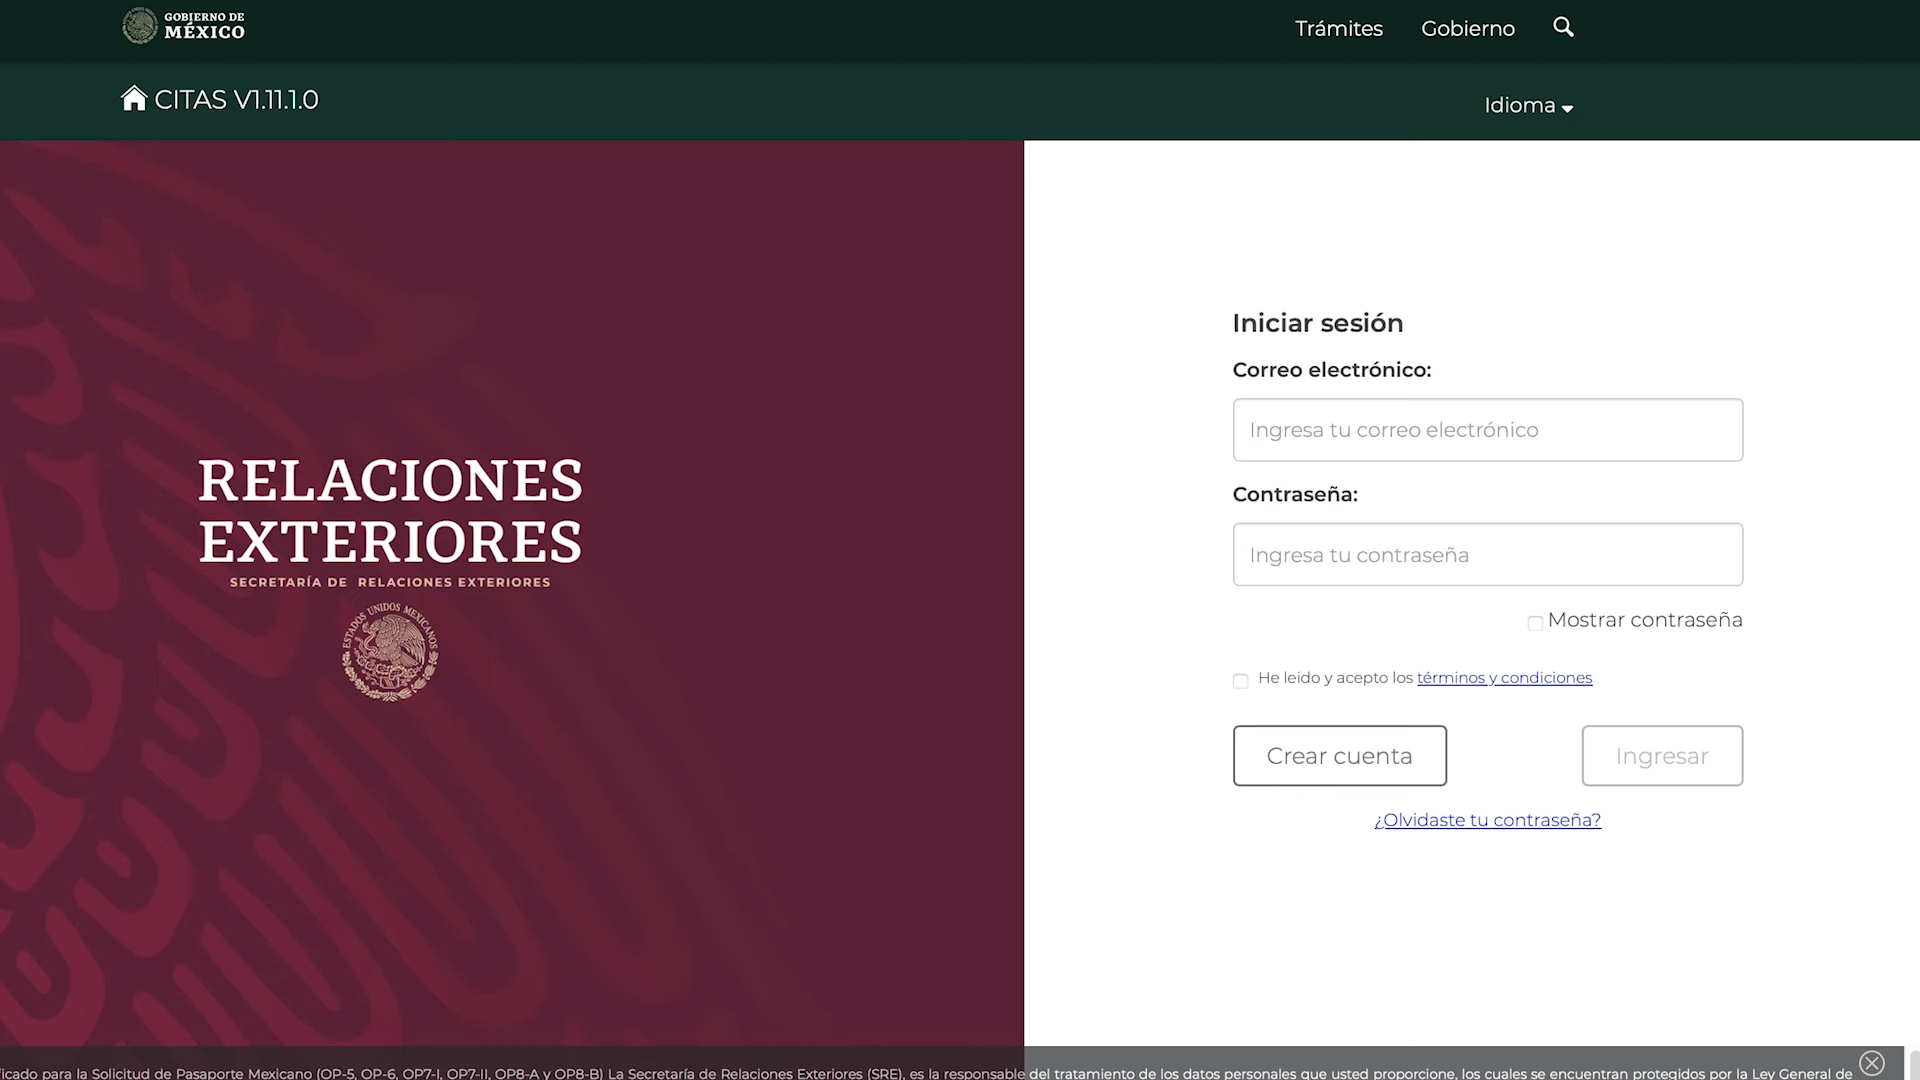 GOBIERNO DE
MÉXICO
Trámites
Gobierno
CITAS V1.11.1.0
Idioma
RELACIONES
EXTERIORES
SECRETARÍA DE RELACIONES EXTERIORES
ESTADOS UNIDOS MEXICANOS
Iniciar sesión
Correo electrónico:
Ingresa tu correo electrónico
Contraseña:
Ingresa tu contraseña
Mostrar contraseña
He leido y acepto los términos y condiciones
Crear cuenta
Ingresar
¿Olvidaste tu contraseña?
icado para la Solicitud de Pasaporte Mexicano (OP-5, OP-6, OP7-I, OP7-II, OP8-A y OP8-B) La Secretaría de Relaciones Exteriores (SRE), es la responsable del tratamiento de los datos personales que usted proporcione, los cuales se encuentran protegidos por la Ley General de